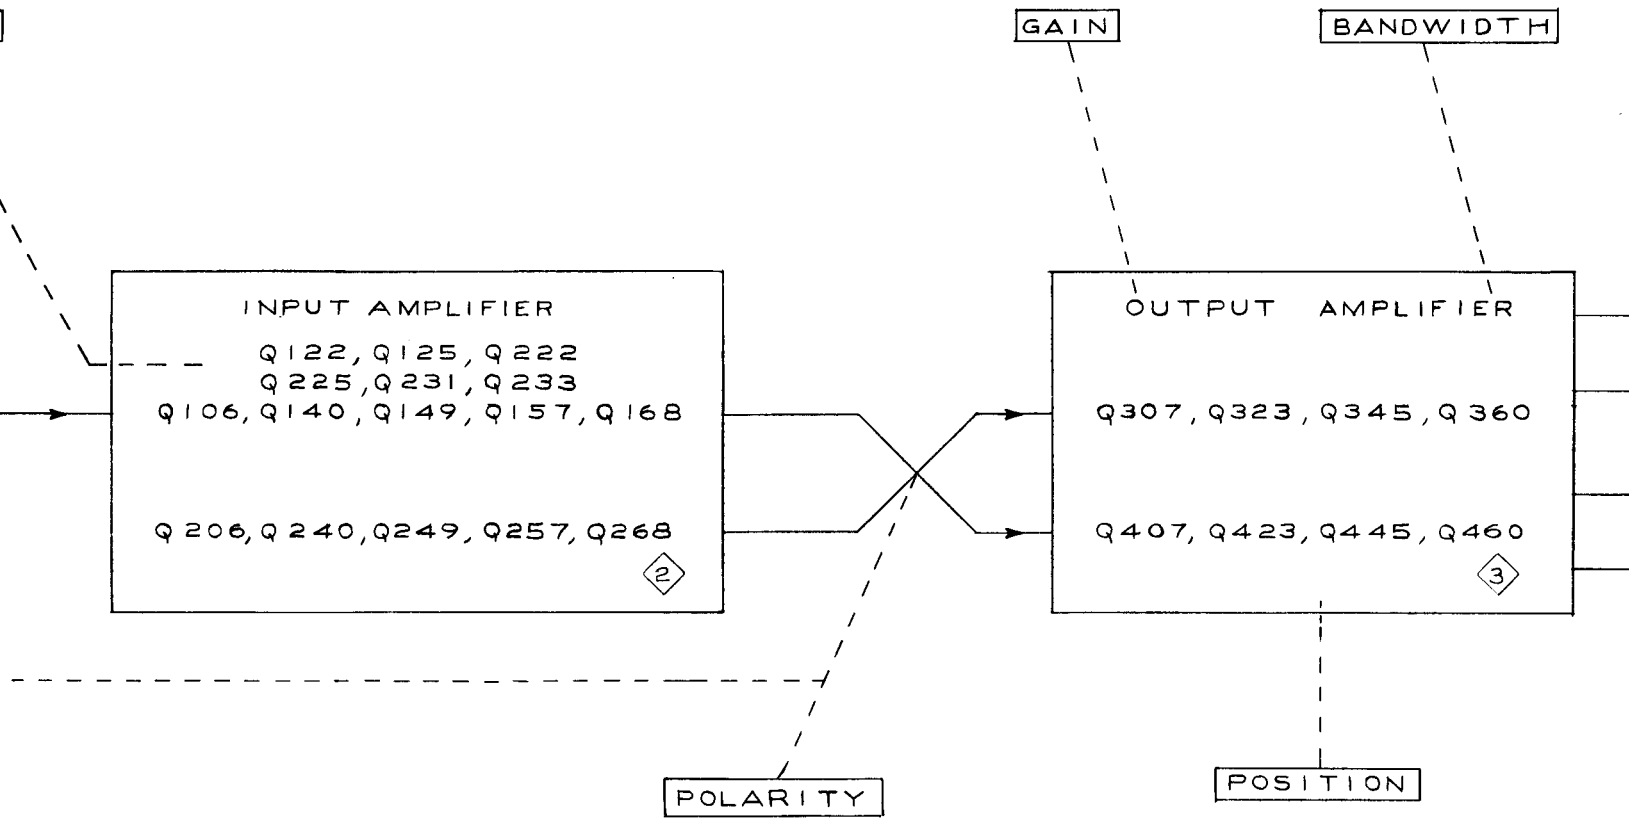 GAIN
BANDWIDTH
INPUT AMPLIFIER
Q122, Q125, Q222
Q225, Q231, Q233
Q106, Q140, Q149, Q157, Q168
Q206, Q240, Q249, Q257, Q268
2
OUTPUT AMPLIFIER
Q307, Q323, Q345, Q360
Q407, Q423, Q445, Q460
3
POLARITY
POSITION